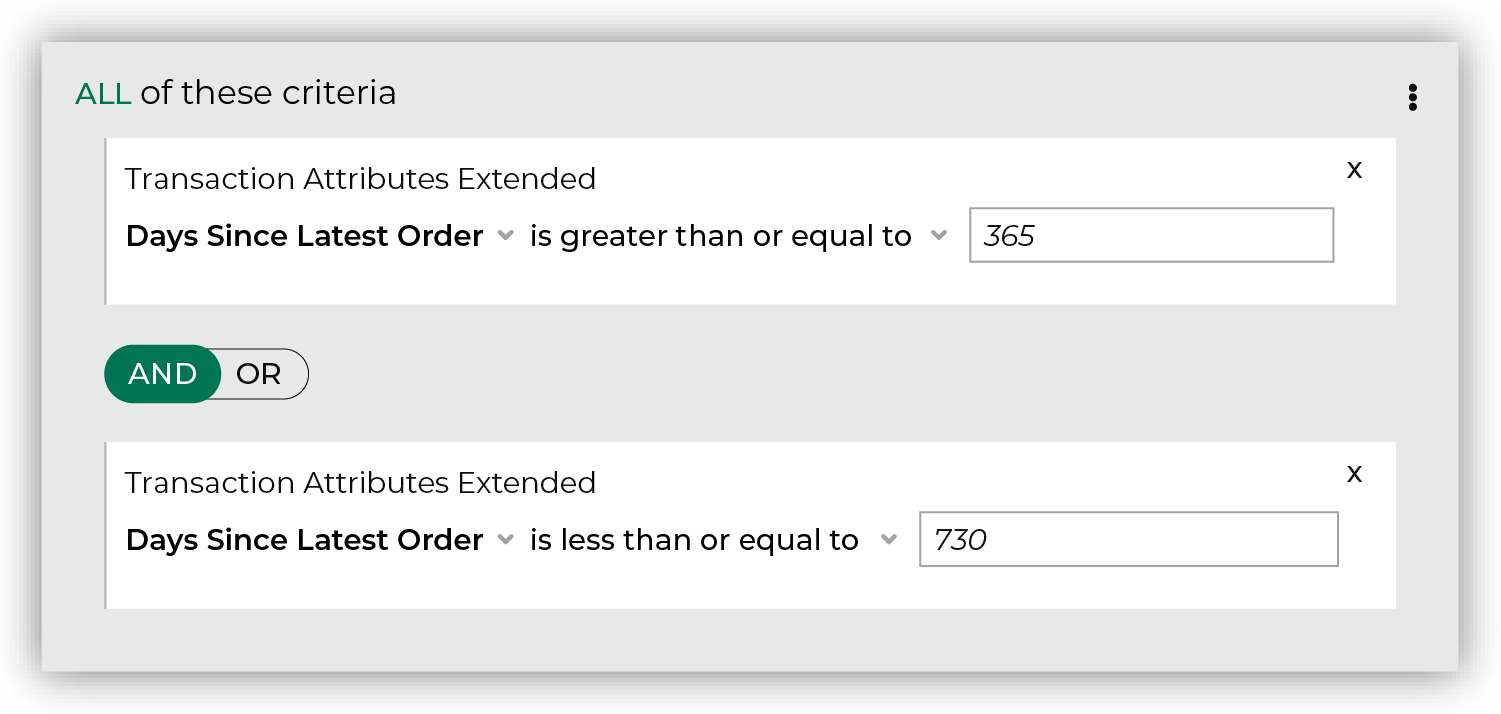 ALL of these criteria
Transaction Attributes Extended
x
Days Since Latest Order is greater than or equal to 365
AND OR
Transaction Attributes Extended
x
Days Since Latest Order is less than or equal to 730